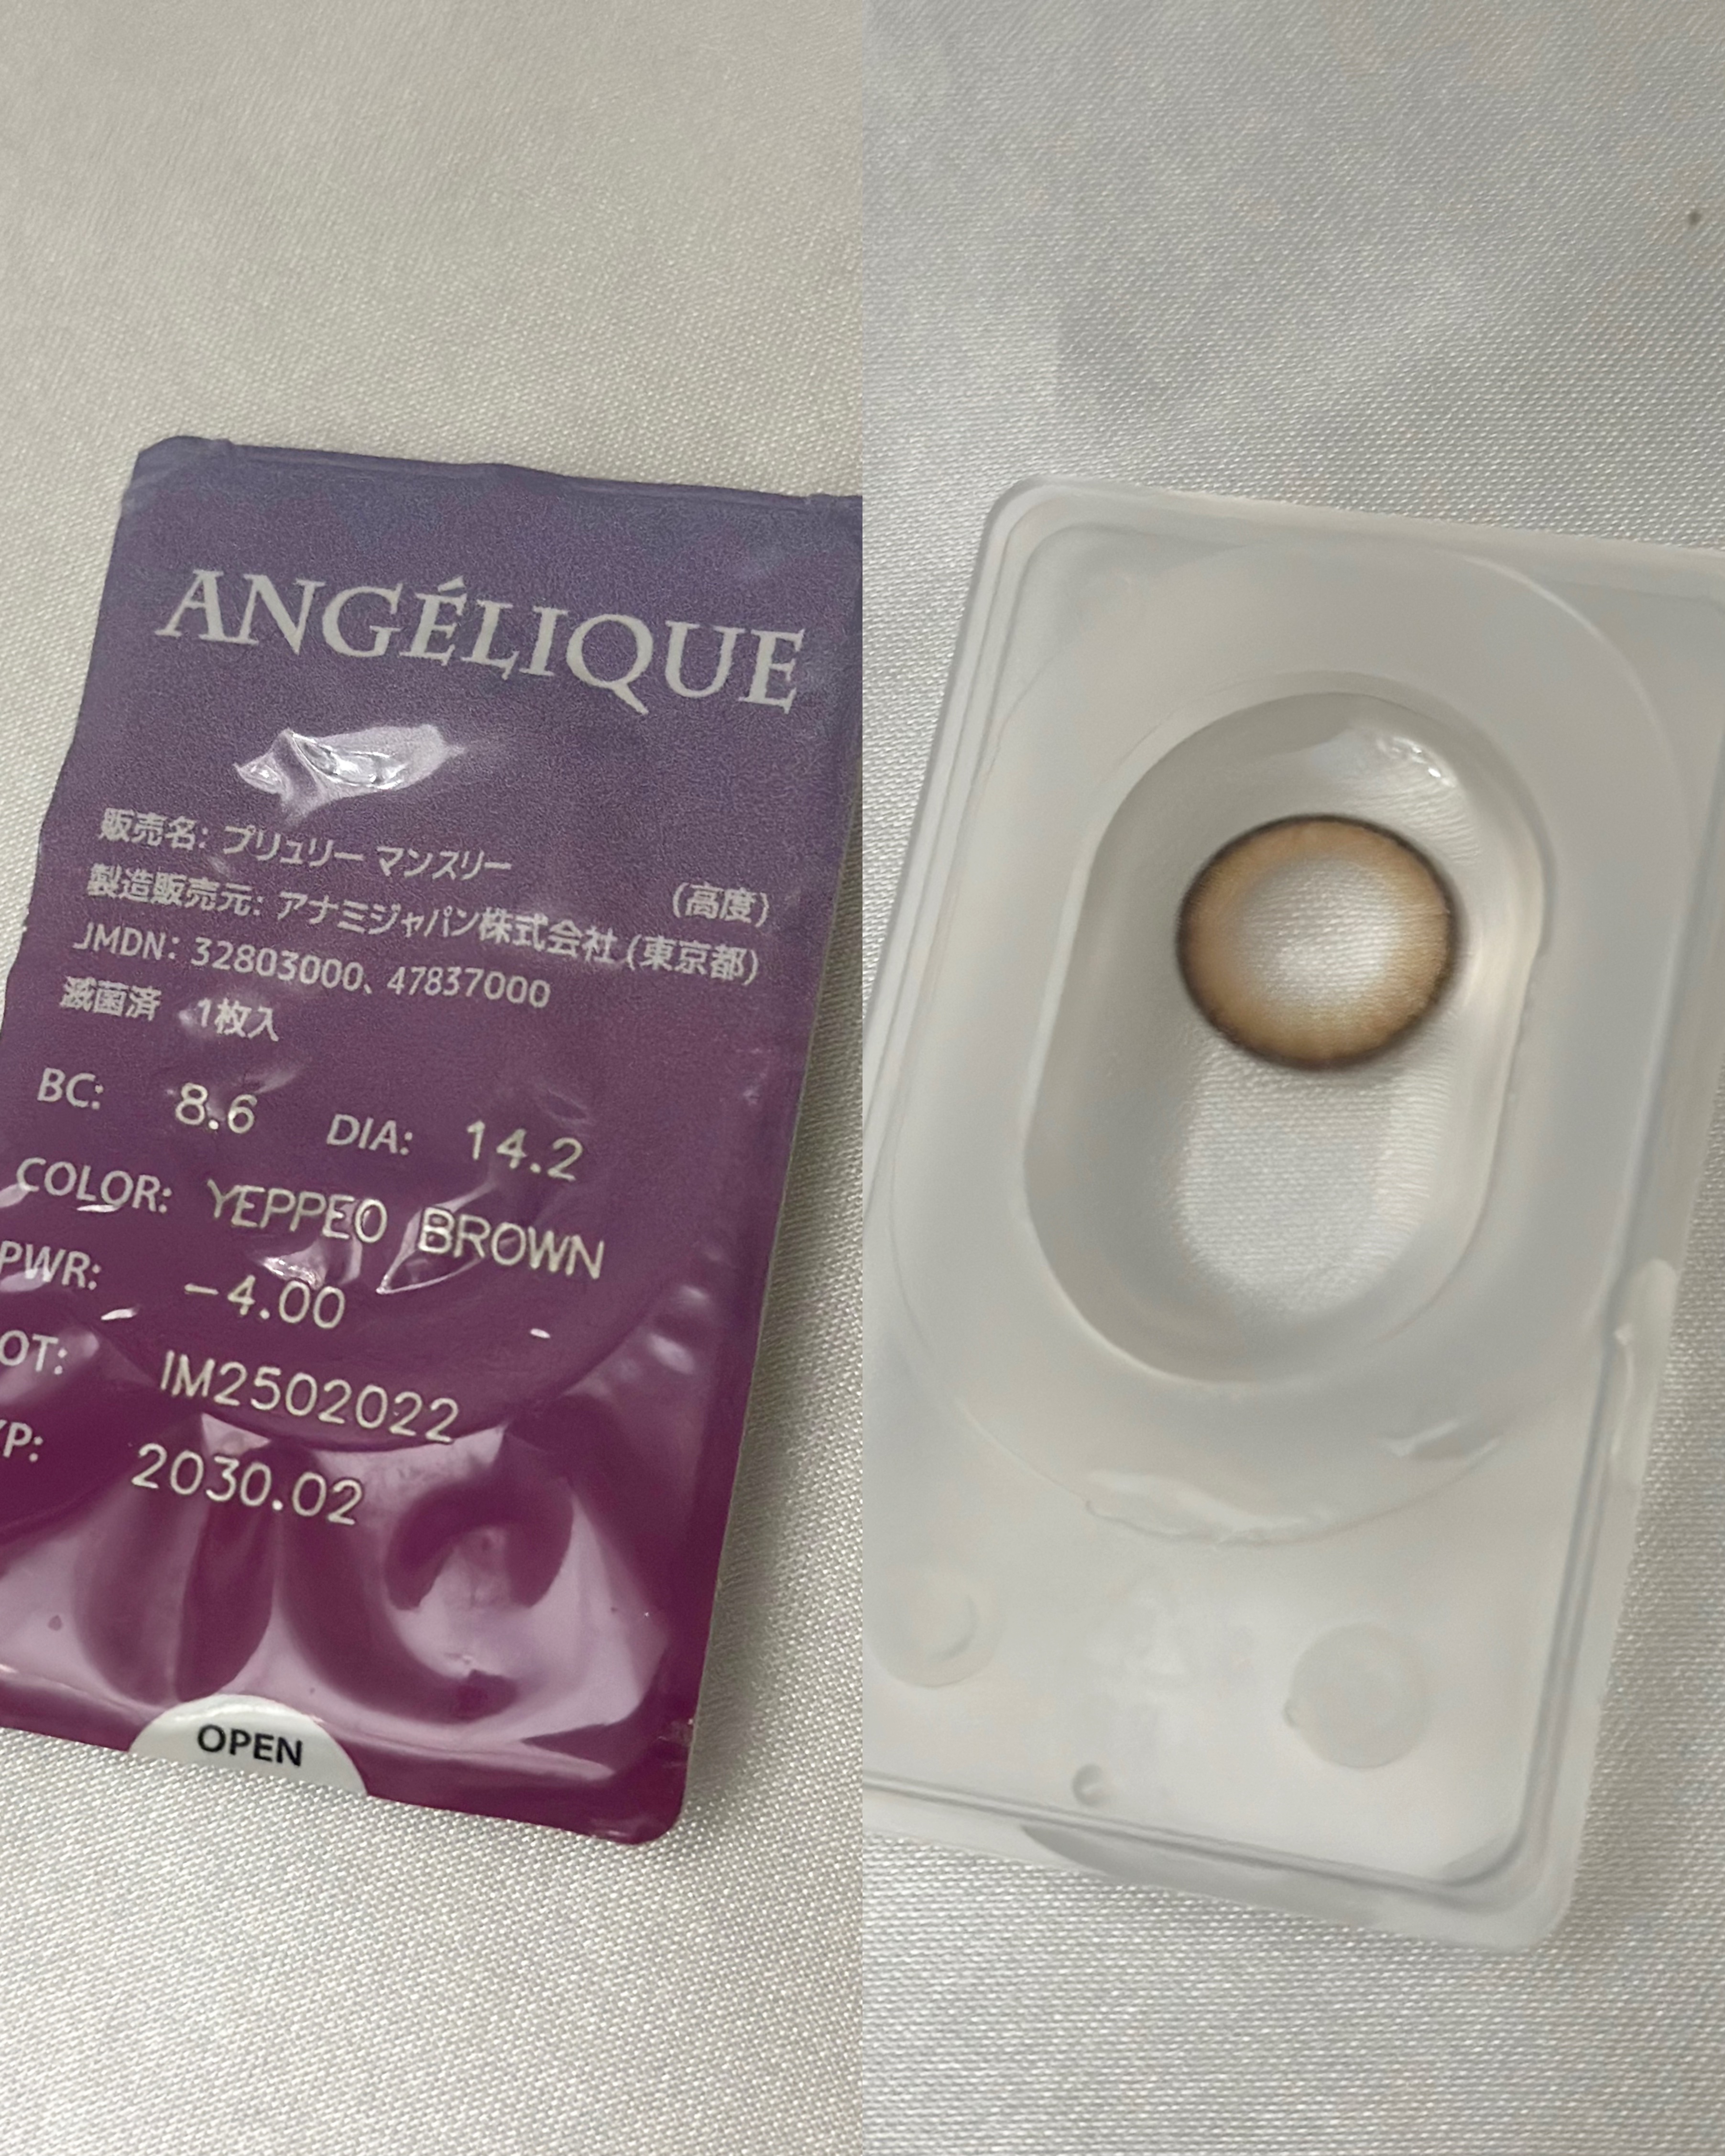 ANGÉLIQUE
販売名: プリュリー マンスリー
(高度)
製造販売元: アナミジャパン株式会社 (東京都)
JMDN: 32803000、47837000
滅菌済 1枚入
BC: 8.6 DIA: 14.2
COLOR: YEPPEO BROWN
PWR: -4.00
OT: IM2502022
P: 2030.02
OPEN